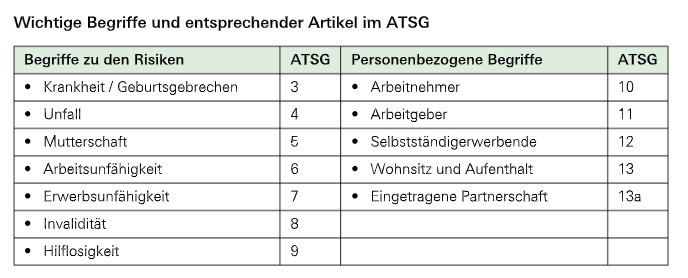 Wichtige Begriffe und entsprechender Artikel im ATSG
Begriffe zu den Risiken ATSG Personenbezogene Begriffe ATSG
• Krankheit / Geburtsgebrechen 3 • Arbeitnehmer 10
• Unfall 4 • Arbeitgeber 11
• Mutterschaft 5 • Selbstständigerwerbende 12
• Arbeitsunfähigkeit 6 • Wohnsitz und Aufenthalt 13
• Erwerbsunfähigkeit 7 • Eingetragene Partnerschaft 13a
• Invalidität 8
• Hilflosigkeit 9